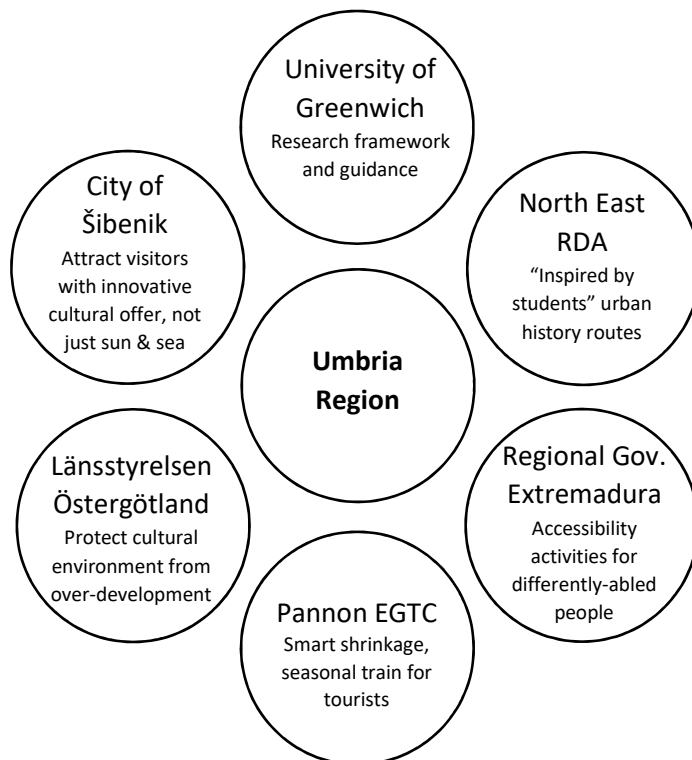 University of
Greenwich
Research framework
and guidance
City of
Šibenik
Attract visitors
with innovative
cultural offer, not
just sun & sea
North East
RDA
“Inspired by
students” urban
history routes
Umbria
Region
Länsstyrelsen
Östergötland
Protect cultural
environment from
over-development
Regional Gov.
Extremadura
Accessibility
activities for
differently-abled
people
Pannon EGTC
Smart shrinkage,
seasonal train for
tourists